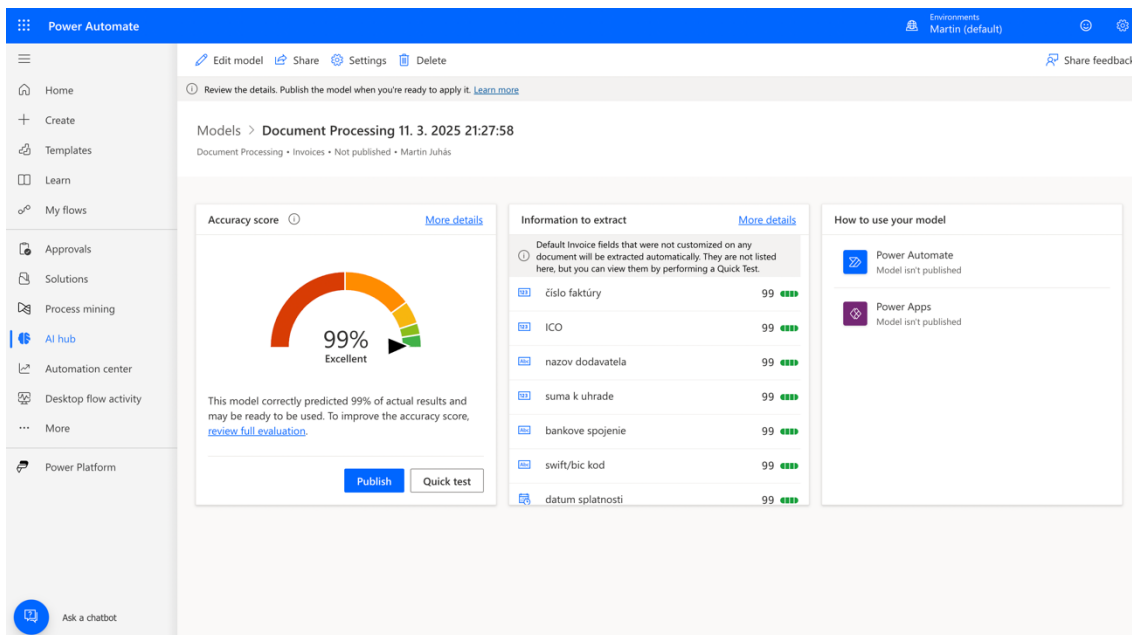 Power Automate
Environments
Martin (default)
Edit model
Share
Settings
Delete
Share feedback
Review the details. Publish the model when you're ready to apply it. Learn more
Home
Create
Templates
Learn
My flows
Approvals
Solutions
Process mining
AI hub
Automation center
Desktop flow activity
More
Power Platform
Ask a chatbot
Models > Document Processing 11. 3. 2025 21:27:58
Document Processing • Invoices • Not published • Martin Juhás
Accuracy score
More details
99%
Excellent
This model correctly predicted 99% of actual results and
may be ready to be used. To improve the accuracy score,
review full evaluation.
Publish
Quick test
Information to extract
More details
Default Invoice fields that were not customized on any
document will be extracted automatically. They are not listed
here, but you can view them by performing a Quick Test.
číslo faktúry 99
ICO 99
nazov dodavatela 99
suma k uhrade 99
Abc bankove spojenie 99
Abc swift/bic kod 99
datum splatnosti 99
How to use your model
Power Automate
Model isn't published
Power Apps
Model isn't published